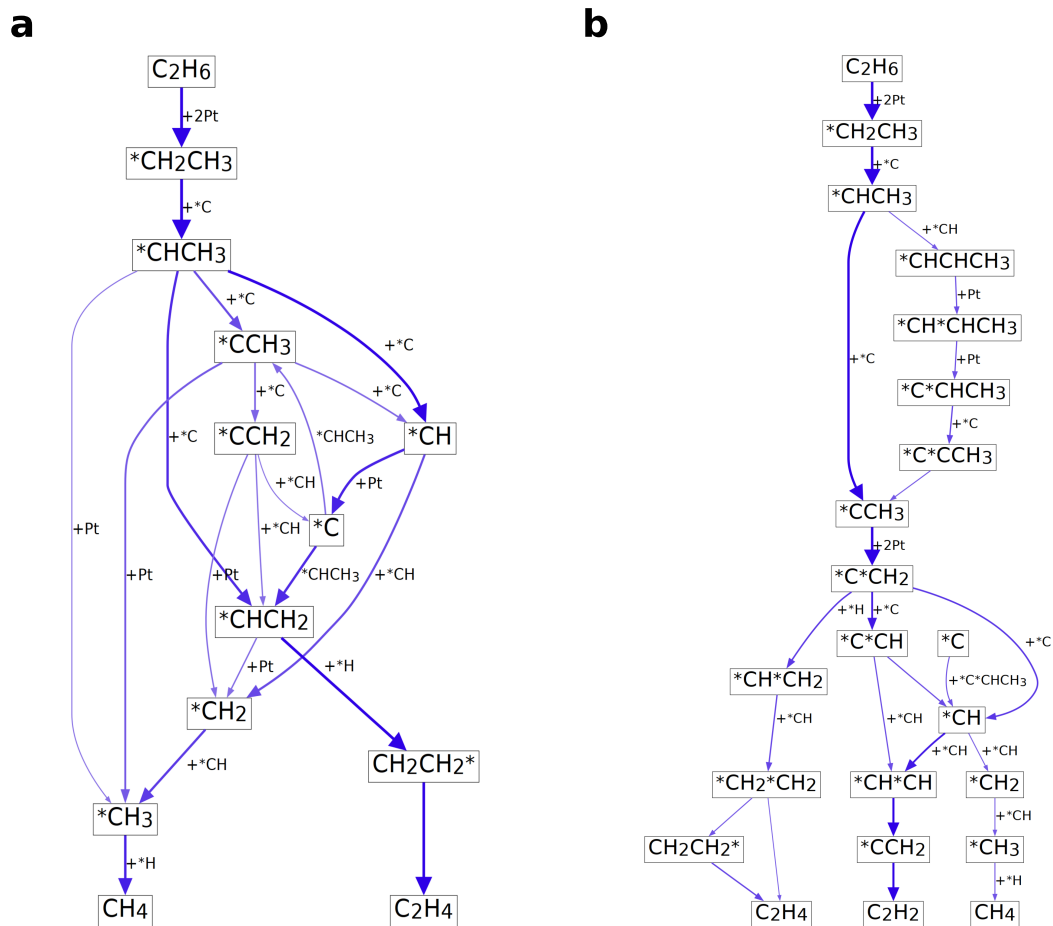 a
C2H6
+2Pt
*CH2CH3
+*C
*CHCH3
+*C
+*C
*CCH3
+*C
+*C
*CCH2
*CHCH3
*CH
+*C
+*CH
+Pt
+Pt
*C
+*CH
+Pt
+Pt
*CHCH3
+*CH
*CHCH2
+Pt
+*H
*CH2
+*CH
CH2CH2*
*CH3
+*H
CH4
C2H4
b
C2H6
+2Pt
*CH2CH3
+*C
*CHCH3
+*CH
*CHCHCH3
+Pt
*CH*CHCH3
+*C
+Pt
*C*CHCH3
+*C
*C*CCH3
*CCH3
+2Pt
*C*CH2
+*H
+*C
+*C
*C*CH
*C
*CH*CH2
+*C*CHCH3
+*CH
+*CH
*CH
+*CH
+*CH
*CH2*CH2
*CH*CH
*CH2
+*CH
CH2CH2*
*CCH2
*CH3
+*H
C2H4
C2H2
CH4